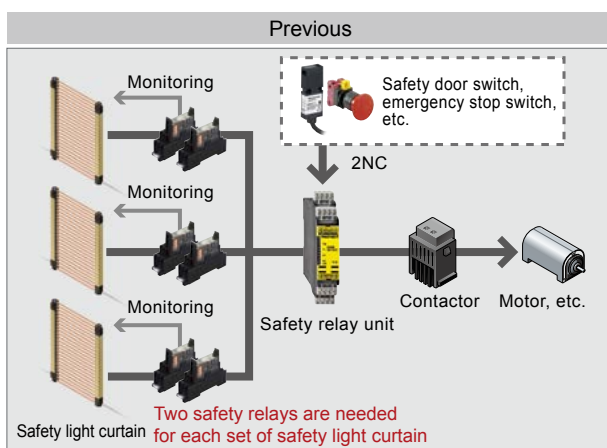 Previous
Monitoring
Safety door switch,
emergency stop switch,
etc.
2NC
Monitoring
Monitoring
Contactor
Motor, etc.
Safety relay unit
Safety light curtain
Two safety relays are needed
for each set of safety light curtain